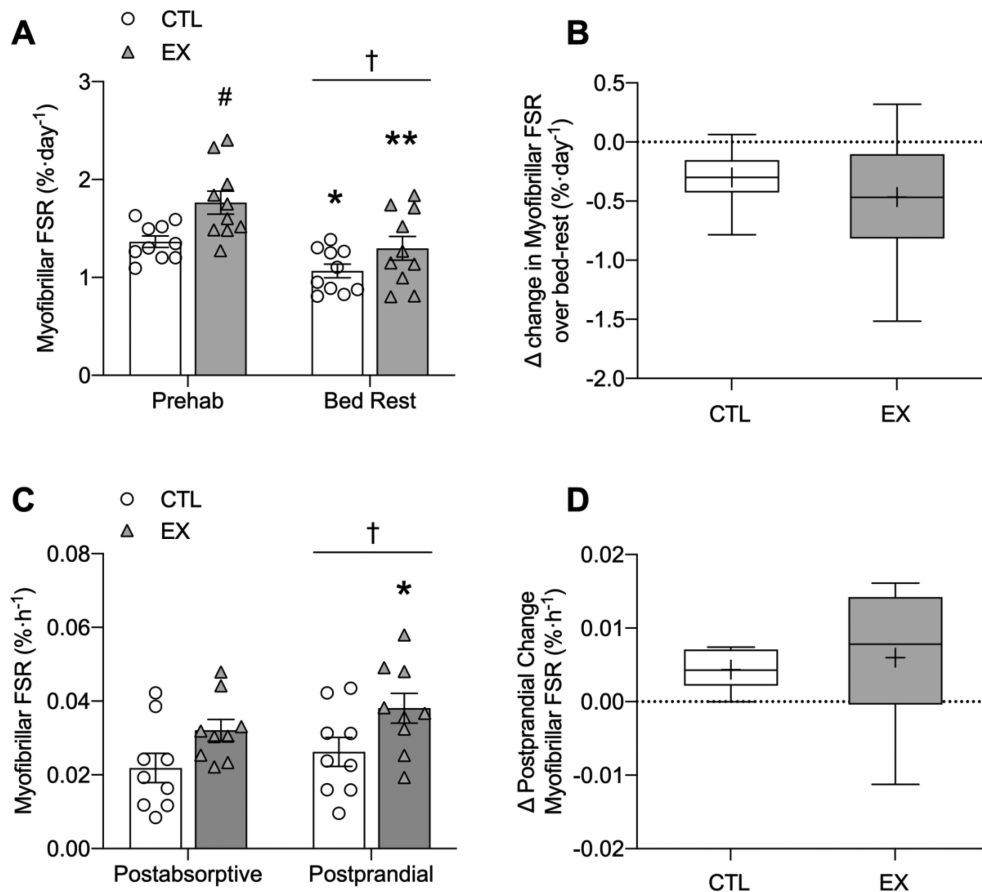 A
CTL
EX
Myofibrillar FSR (%·day⁻¹)
3
2
1
0
#
†
*
**
Prehab
Bed Rest
B
Δ change in Myofibrillar FSR
over bed-rest (%·day⁻¹)
0.5
0.0
-0.5
-1.0
-1.5
-2.0
CTL
EX
C
CTL
EX
Myofibrillar FSR (%·h⁻¹)
0.08
0.06
0.04
0.02
0.00
†
*
Postabsorptive
Postprandial
D
Δ Postprandial Change
Myofibrillar FSR (%·h⁻¹)
0.02
0.01
0.00
-0.01
-0.02
CTL
EX